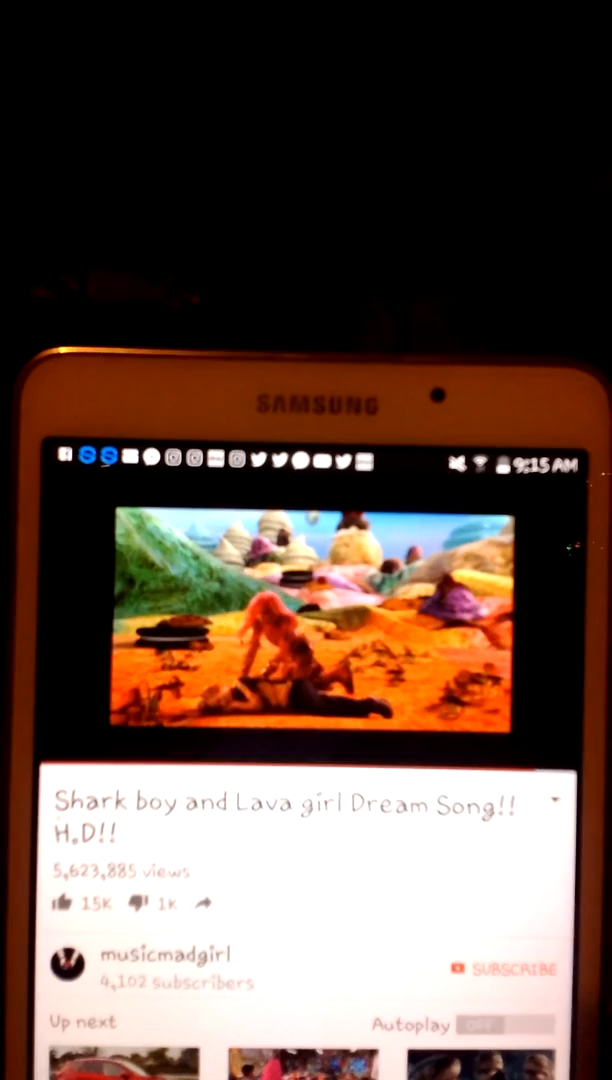 SAMSUNG
9:15 AM
Shark boy and Lava girl Dream Song!!
H.D!!
5,623,885 views
15K 1K
musicmadgirl
4,102 subscribers
SUBSCRIBE
Up next
Autoplay OFF